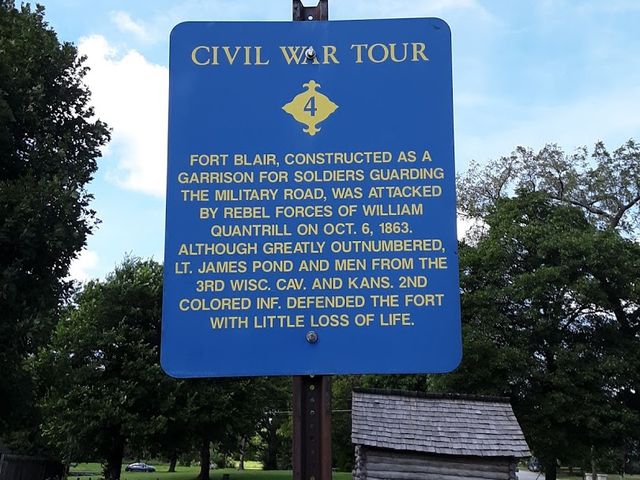 CIVIL WAR TOUR
4
FORT BLAIR, CONSTRUCTED AS A
GARRISON FOR SOLDIERS GUARDING
THE MILITARY ROAD, WAS ATTACKED
BY REBEL FORCES OF WILLIAM
QUANTRILL ON OCT. 6, 1863.
ALTHOUGH GREATLY OUTNUMBERED,
LT. JAMES POND AND MEN FROM THE
3RD WISC. CAV. AND KANS. 2ND
COLORED INF. DEFENDED THE FORT
WITH LITTLE LOSS OF LIFE.